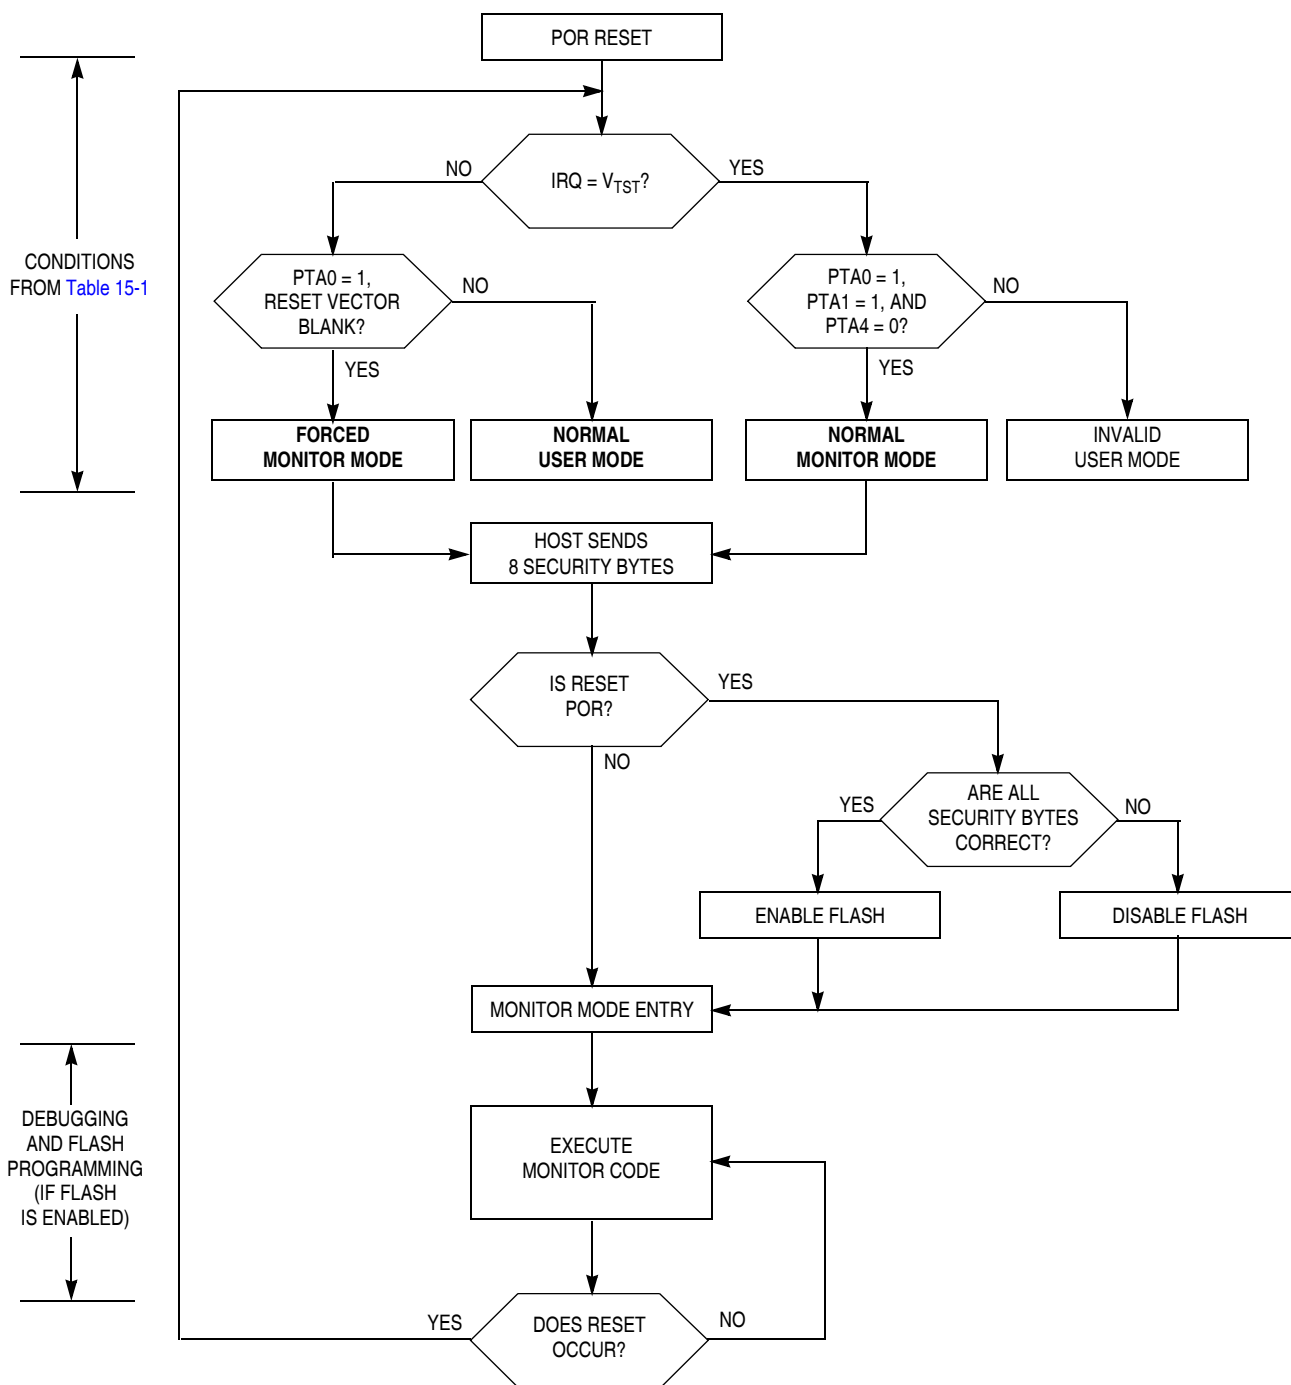 POR RESET
NO
IRQ = VTST?
YES
CONDITIONS
FROM Table 15-1
PTA0 = 1,
RESET VECTOR
BLANK?
NO
YES
PTA0 = 1,
PTA1 = 1, AND
PTA4 = 0?
NO
YES
FORCED
MONITOR MODE
NORMAL
USER MODE
NORMAL
MONITOR MODE
INVALID
USER MODE
HOST SENDS
8 SECURITY BYTES
IS RESET
POR?
YES
NO
YES
ARE ALL
SECURITY BYTES
CORRECT?
NO
ENABLE FLASH
DISABLE FLASH
MONITOR MODE ENTRY
DEBUGGING
AND FLASH
PROGRAMMING
(IF FLASH
IS ENABLED)
EXECUTE
MONITOR CODE
YES
DOES RESET
OCCUR?
NO